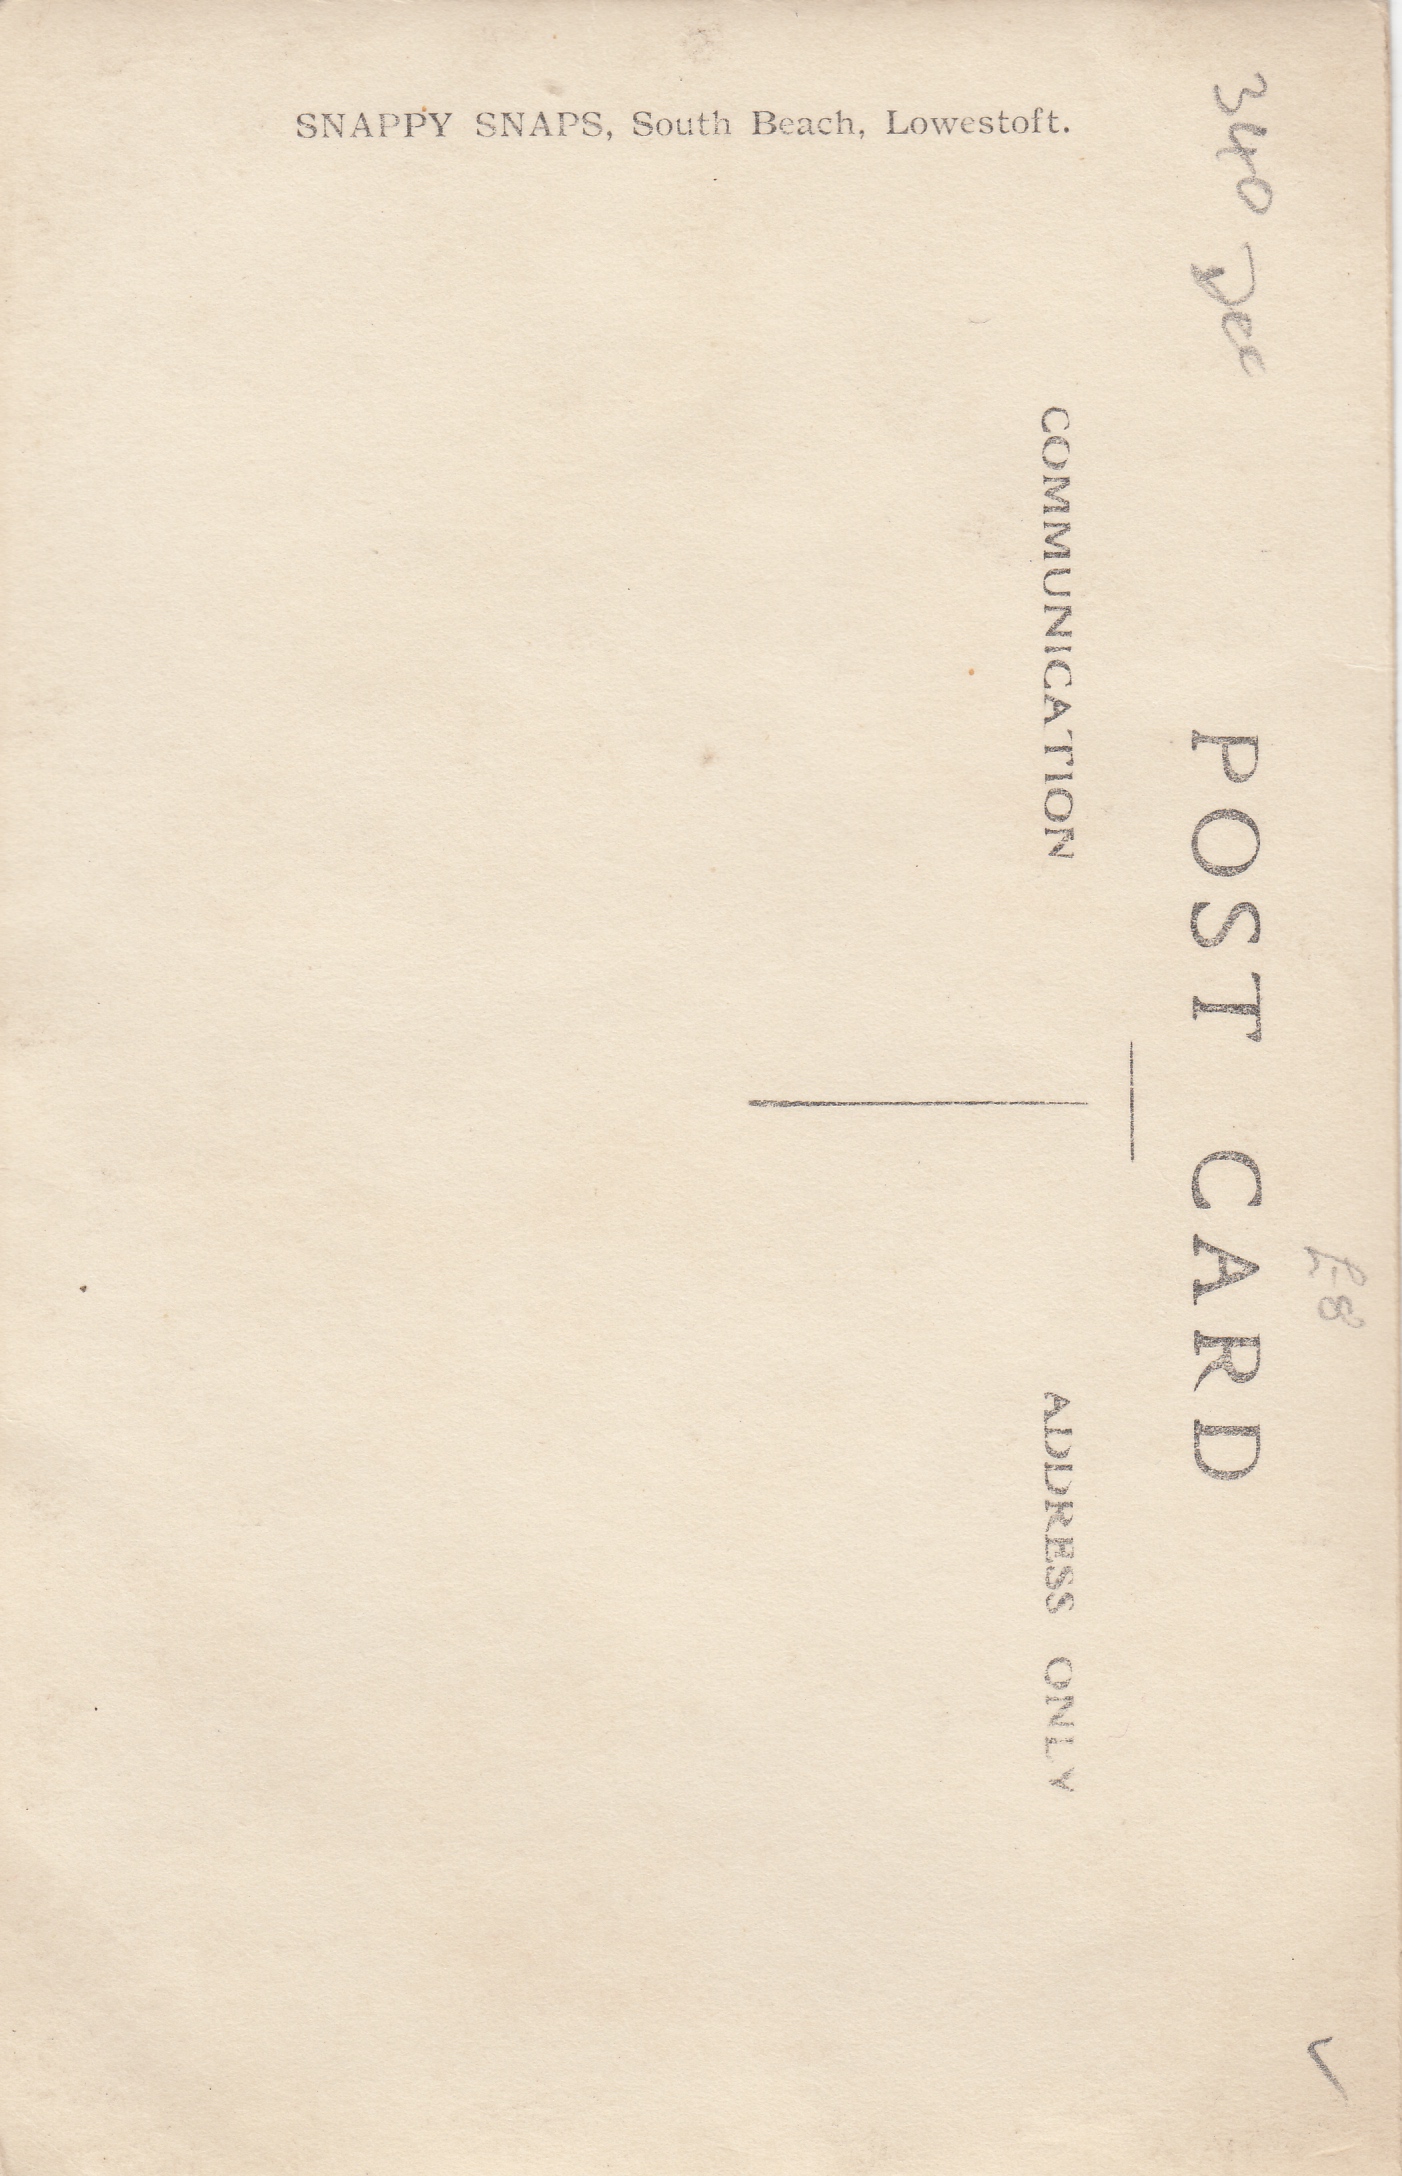 SNAPPY SNAPS, South Beach, Lowestoft.
340 Dec
POST CARD
£8
COMMUNICATION
ADDRESS ONLY